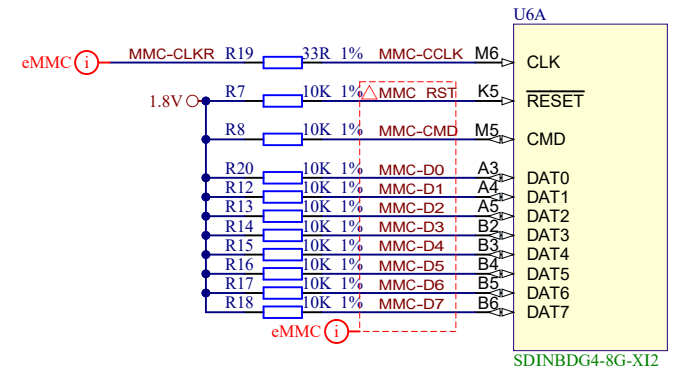 U6A
eMMC i MMC-CLKR R19 33R 1% MMC-CCLK M6 CLK
1.8V R7 10K 1% MMC RST K5 RESET
R8 10K 1% MMC-CMD M5 CMD
R20 10K 1% MMC-D0 A3 DAT0
R12 10K 1% MMC-D1 A4 DAT1
R13 10K 1% MMC-D2 A5 DAT2
R14 10K 1% MMC-D3 B2 DAT3
R15 10K 1% MMC-D4 B3 DAT4
R16 10K 1% MMC-D5 B4 DAT5
R17 10K 1% MMC-D6 B5 DAT6
R18 10K 1% MMC-D7 B6 DAT7
eMMC i
SDINBDG4-8G-XI2